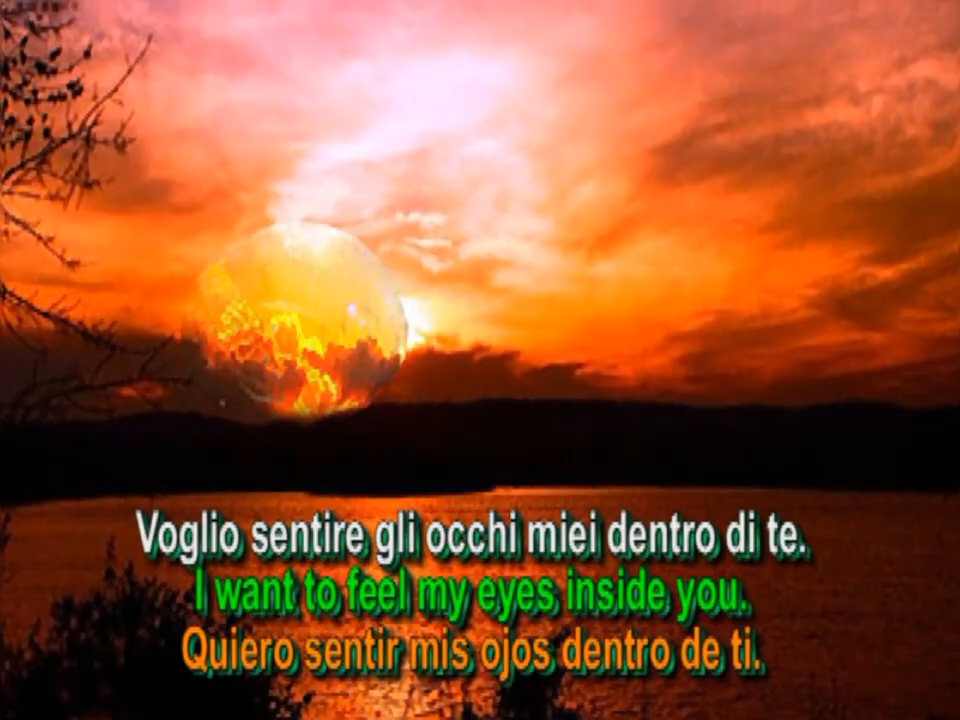 Voglio sentire gli occhi miei dentro di te.
I want to feel my eyes inside you.
Quiero sentir mis ojos dentro de ti.